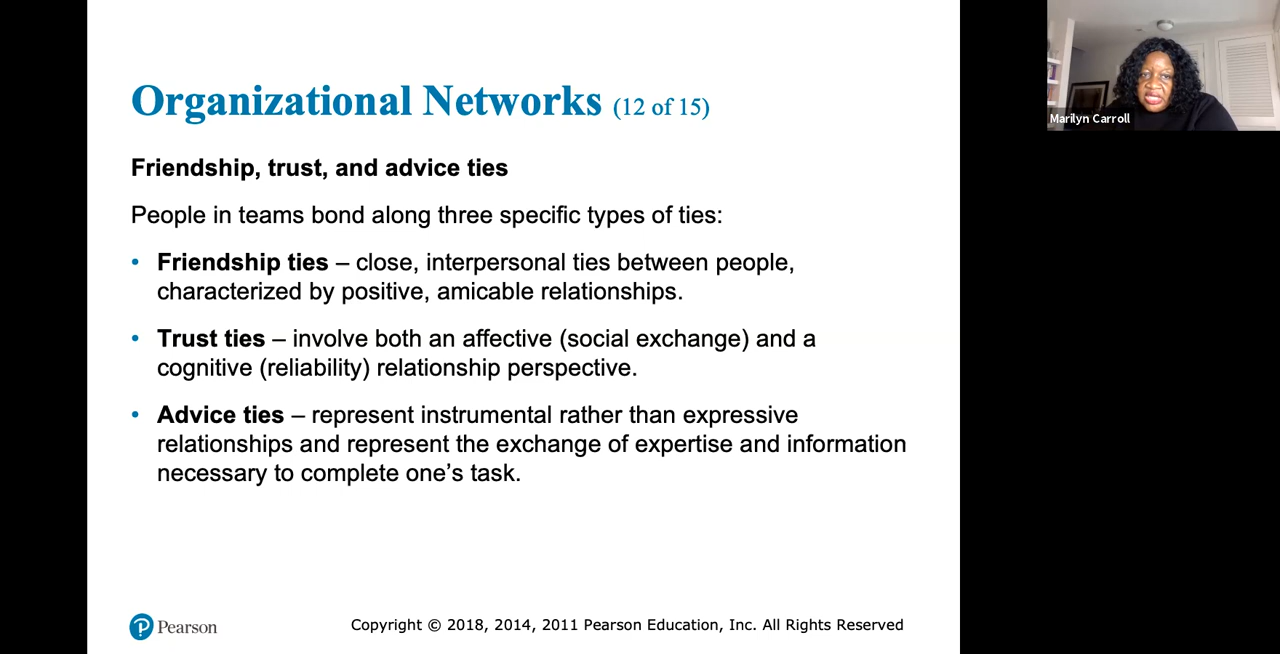 Organizational Networks (12 of 15)
Friendship, trust, and advice ties
People in teams bond along three specific types of ties:
• Friendship ties – close, interpersonal ties between people,
characterized by positive, amicable relationships.
• Trust ties – involve both an affective (social exchange) and a
cognitive (reliability) relationship perspective.
• Advice ties – represent instrumental rather than expressive
relationships and represent the exchange of expertise and information
necessary to complete one’s task.
P Pearson
Copyright © 2018, 2014, 2011 Pearson Education, Inc. All Rights Reserved
Marilyn Carroll